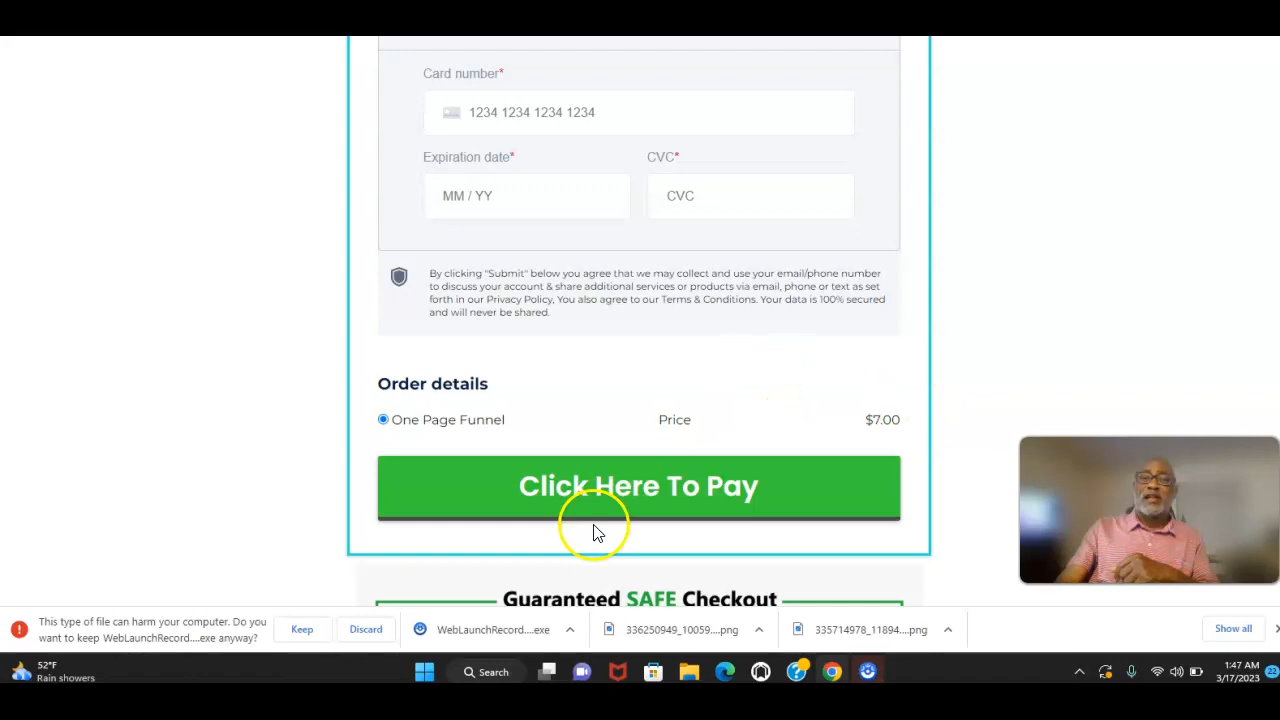 Card number*
1234 1234 1234 1234
Expiration date* CVC*
MM / YY CVC
By clicking "Submit" below you agree that we may collect and use your email/phone number
to discuss your account & share additional services or products via email, phone or text as set
forth in our Privacy Policy, You also agree to our Terms & Conditions. Your data is 100% secured
and will never be shared.
Order details
One Page Funnel Price $7.00
Click Here To Pay
Guaranteed SAFE Checkout
This type of file can harm your computer. Do you
want to keep WebLaunchRecord....exe anyway?
Keep Discard WebLaunchRecord....exe 336250949_10059....png 335714978_11894....png Show all
52°F
Rain showers
Search
1:47 AM
3/17/2023
22